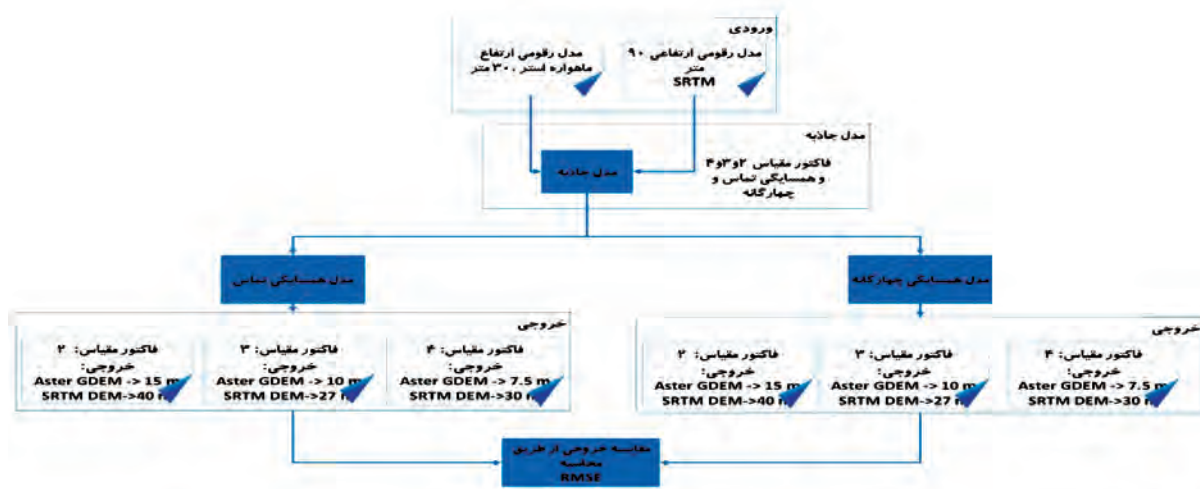 ورودی
مدل رقومی ارتفاعی ۹۰
متر
SRTM
مدل رقومی ارتفاع
ماهواره استر ، ۳۰ متر
مدل جاذبه
فاکتور مقیاس ۲و۳و۴
و همسایگی تماس و
چهارگانه
مدل جاذبه
مدل همسایگی چهارگانه
مدل همسایگی تماس
خروجی
فاکتور مقیاس: ۴
خروجی:
Aster GDEM -> 7.5 m
SRTM DEM->30 m
فاکتور مقیاس: ۳
خروجی:
Aster GDEM -> 10 m
SRTM DEM->27 m
فاکتور مقیاس: ۲
خروجی:
Aster GDEM -> 15 m
SRTM DEM->40 m
خروجی
فاکتور مقیاس: ۴
خروجی:
Aster GDEM -> 7.5 m
SRTM DEM->30 m
فاکتور مقیاس: ۳
خروجی:
Aster GDEM -> 10 m
SRTM DEM->27 m
فاکتور مقیاس: ۲
خروجی:
Aster GDEM -> 15 m
SRTM DEM->40 m
مقایسه خروجی از طریق
محاسبه
RMSE